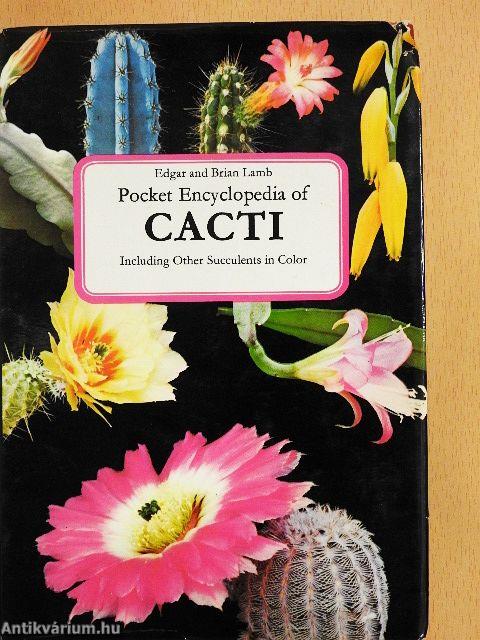 Edgar and Brian Lamb
Pocket Encyclopedia of
CACTI
Including Other Succulents in Color
Antikvárium.hu